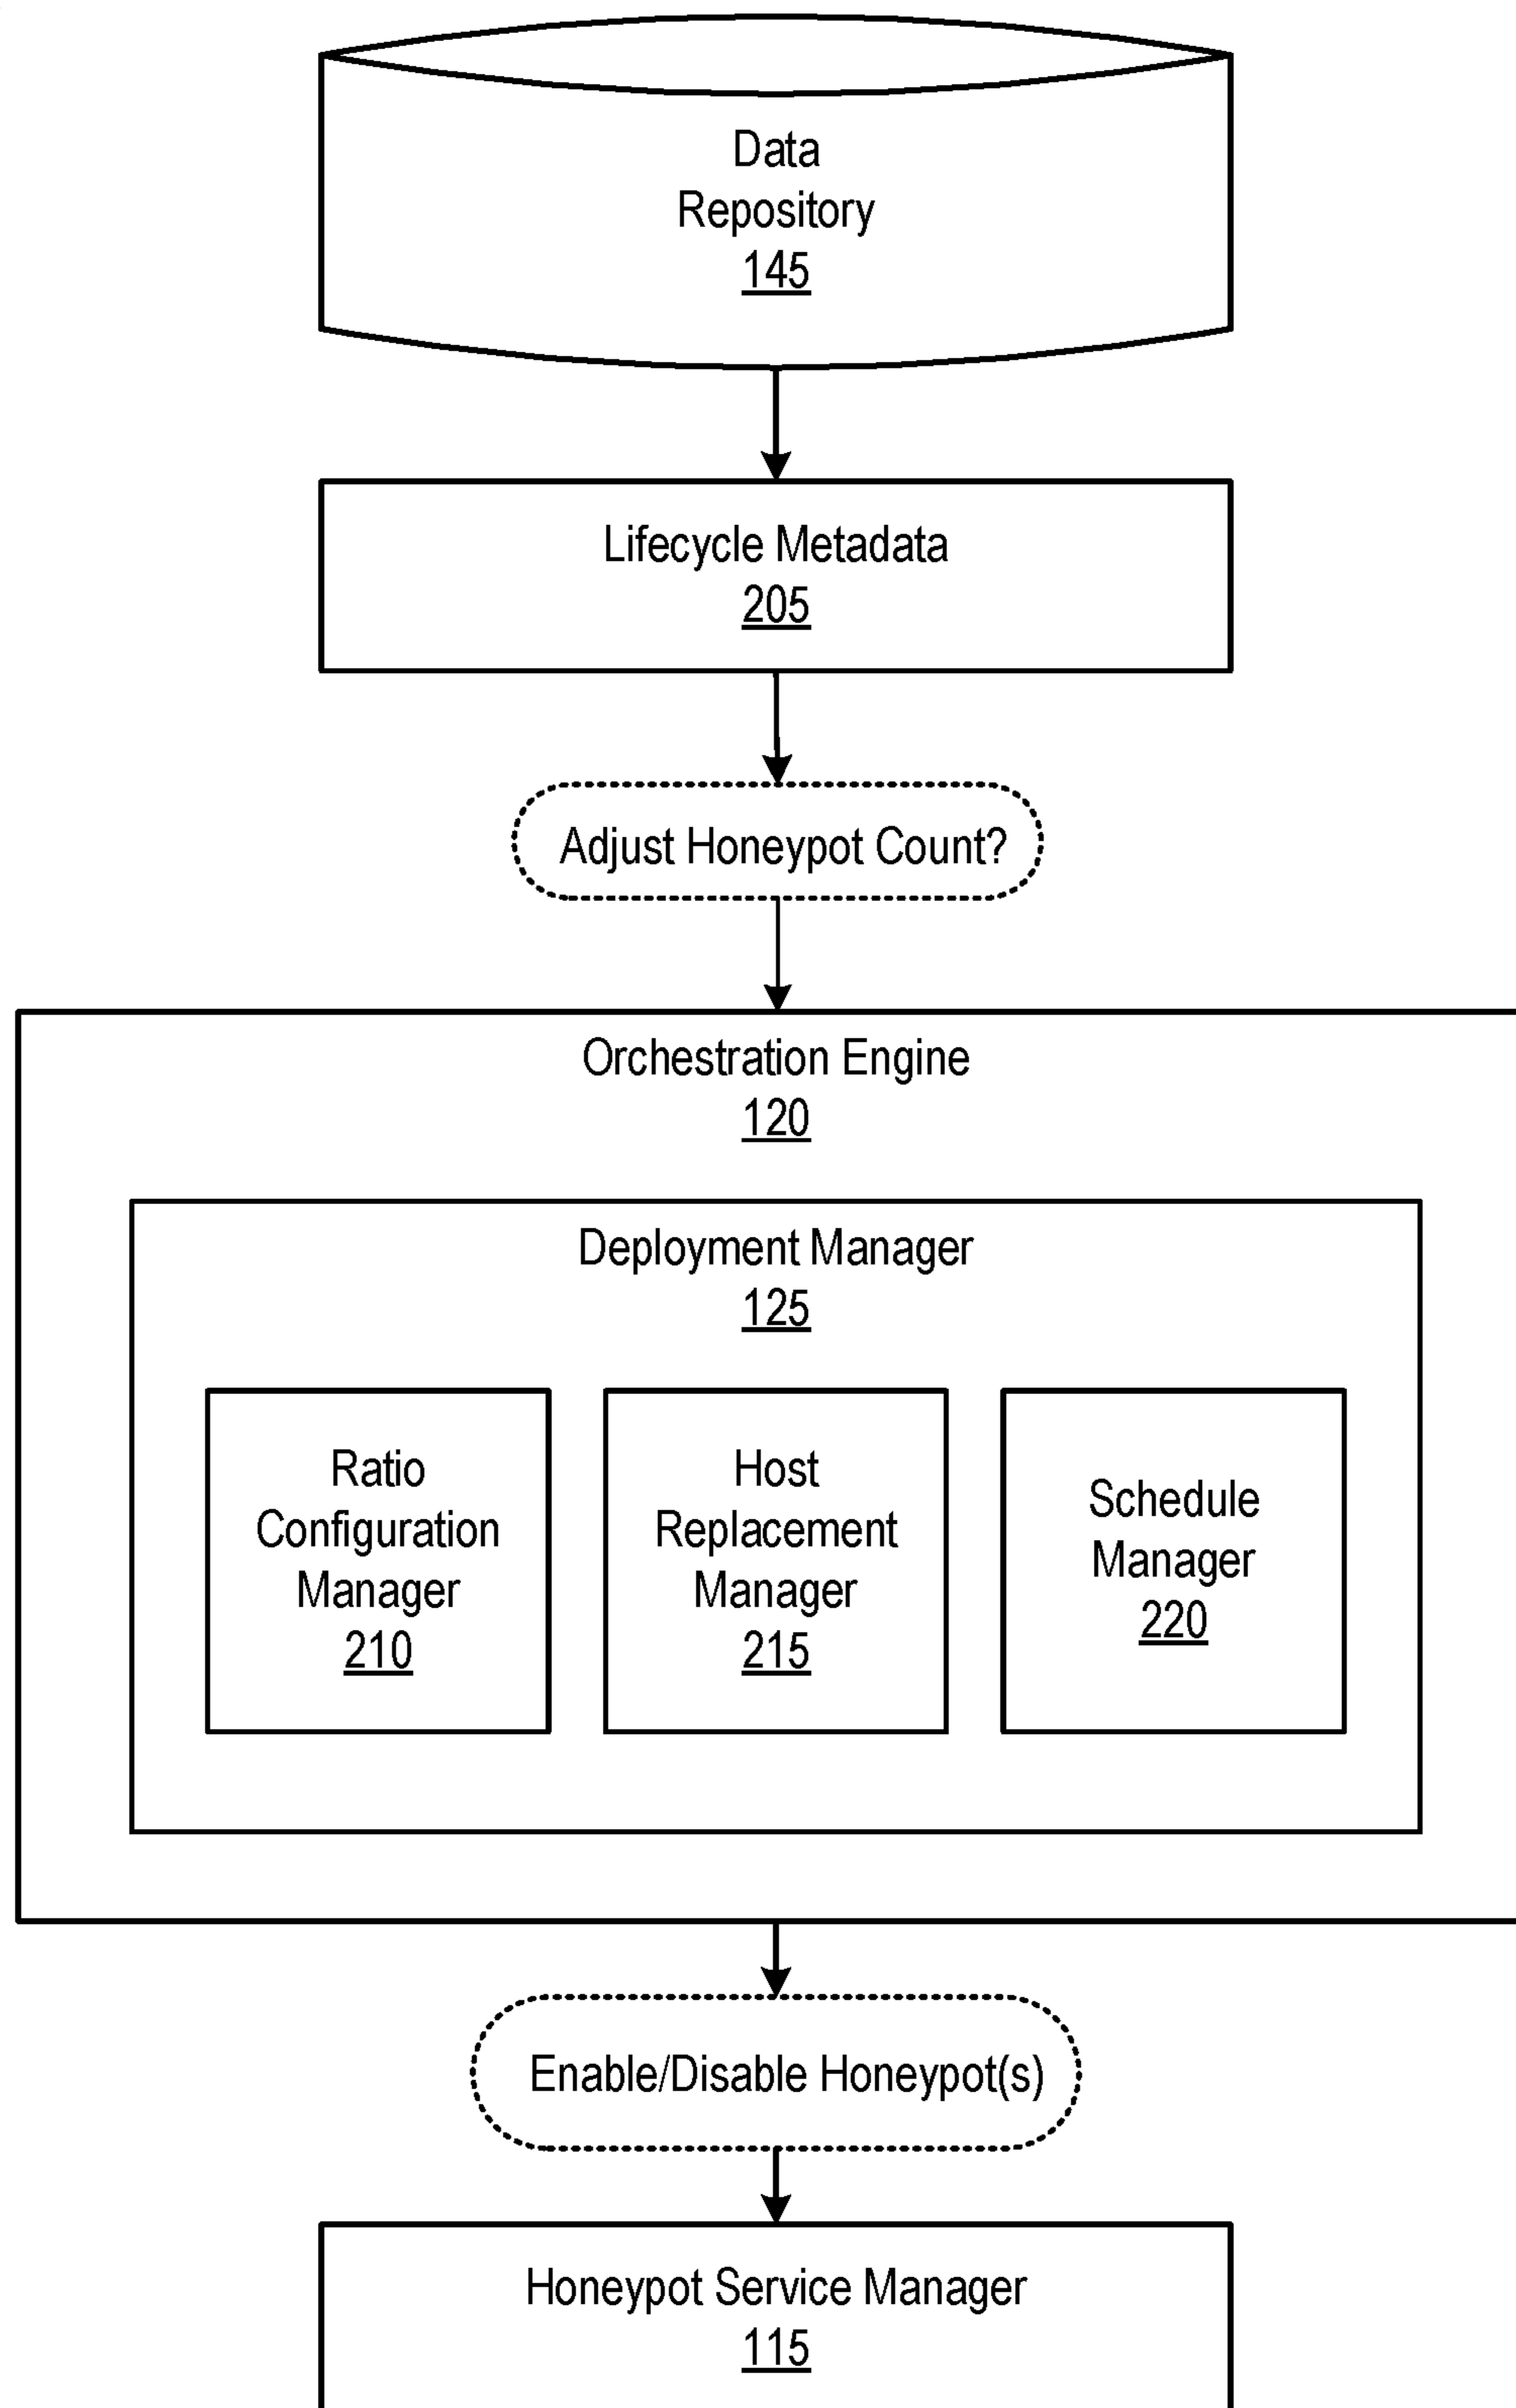 Data
Repository
145
Lifecycle Metadata
205
Adjust Honeypot Count?
Orchestration Engine
120
Deployment Manager
125
Ratio
Configuration
Manager
210
Host
Replacement
Manager
215
Schedule
Manager
220
Enable/Disable Honeypot(s)
Honeypot Service Manager
115